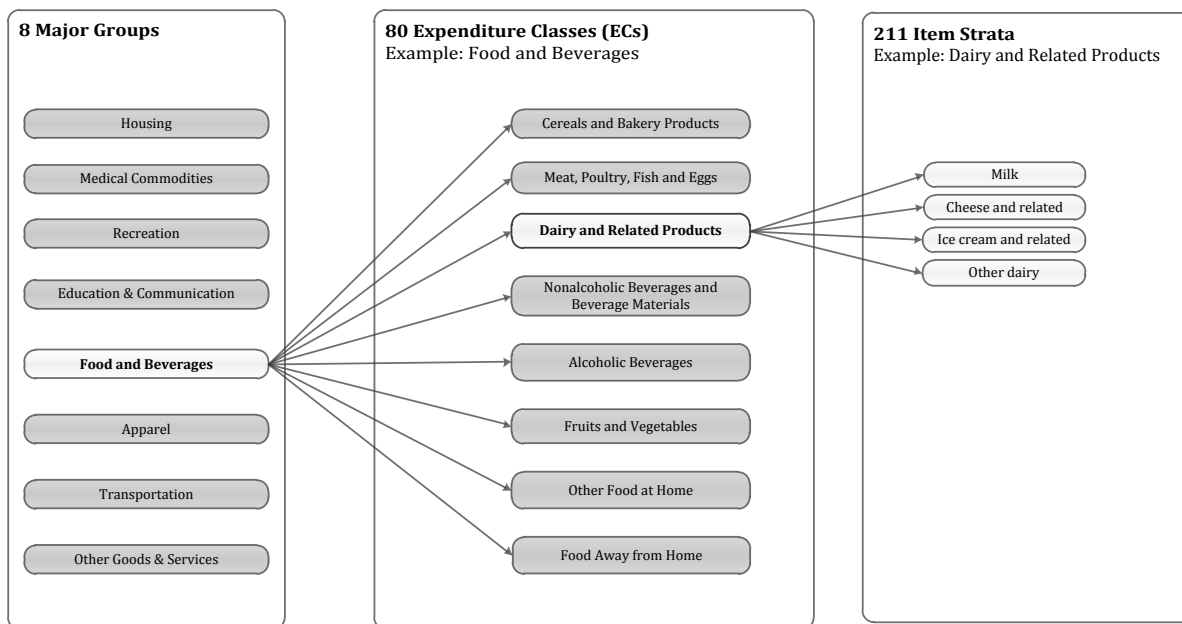 8 Major Groups
Housing
Medical Commodities
Recreation
Education & Communication
Food and Beverages
Apparel
Transportation
Other Goods & Services
80 Expenditure Classes (ECs)
Example: Food and Beverages
Cereals and Bakery Products
Meat, Poultry, Fish and Eggs
Dairy and Related Products
Nonalcoholic Beverages and
Beverage Materials
Alcoholic Beverages
Fruits and Vegetables
Other Food at Home
Food Away from Home
211 Item Strata
Example: Dairy and Related Products
Milk
Cheese and related
Ice cream and related
Other dairy